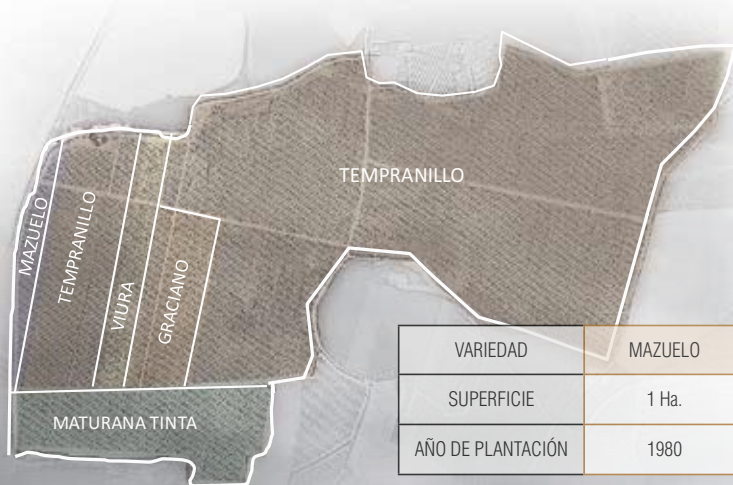 TEMPRANILLO
MAZUELO
TEMPRANILLO
VIURA
GRACIANO
MATURANA TINTA
VARIEDAD MAZUELO
SUPERFICIE 1 Ha.
AÑO DE PLANTACIÓN 1980